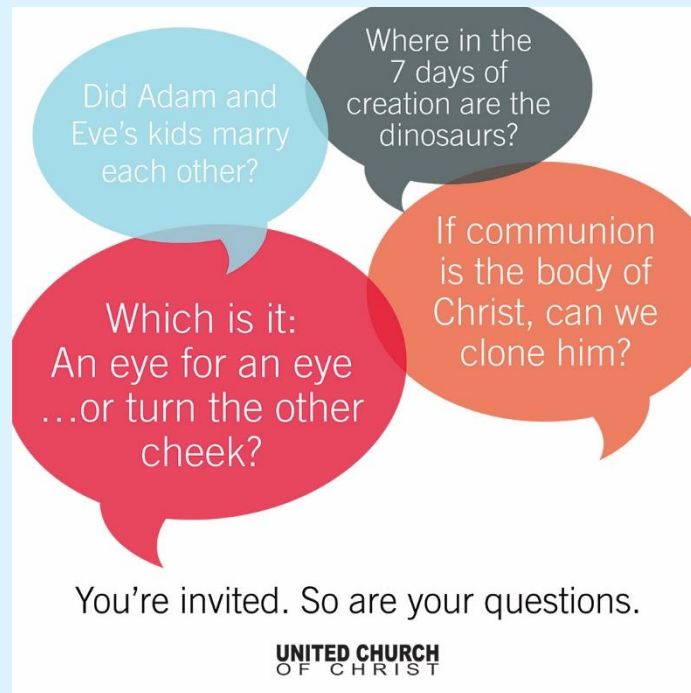 Did Adam and
Eve's kids marry
each other?
Where in the
7 days of
creation are the
dinosaurs?
Which is it:
An eye for an eye
...or turn the other
cheek?
If communion
is the body of
Christ, can we
clone him?
You're invited. So are your questions.
UNITED CHURCH
OF CHRIST